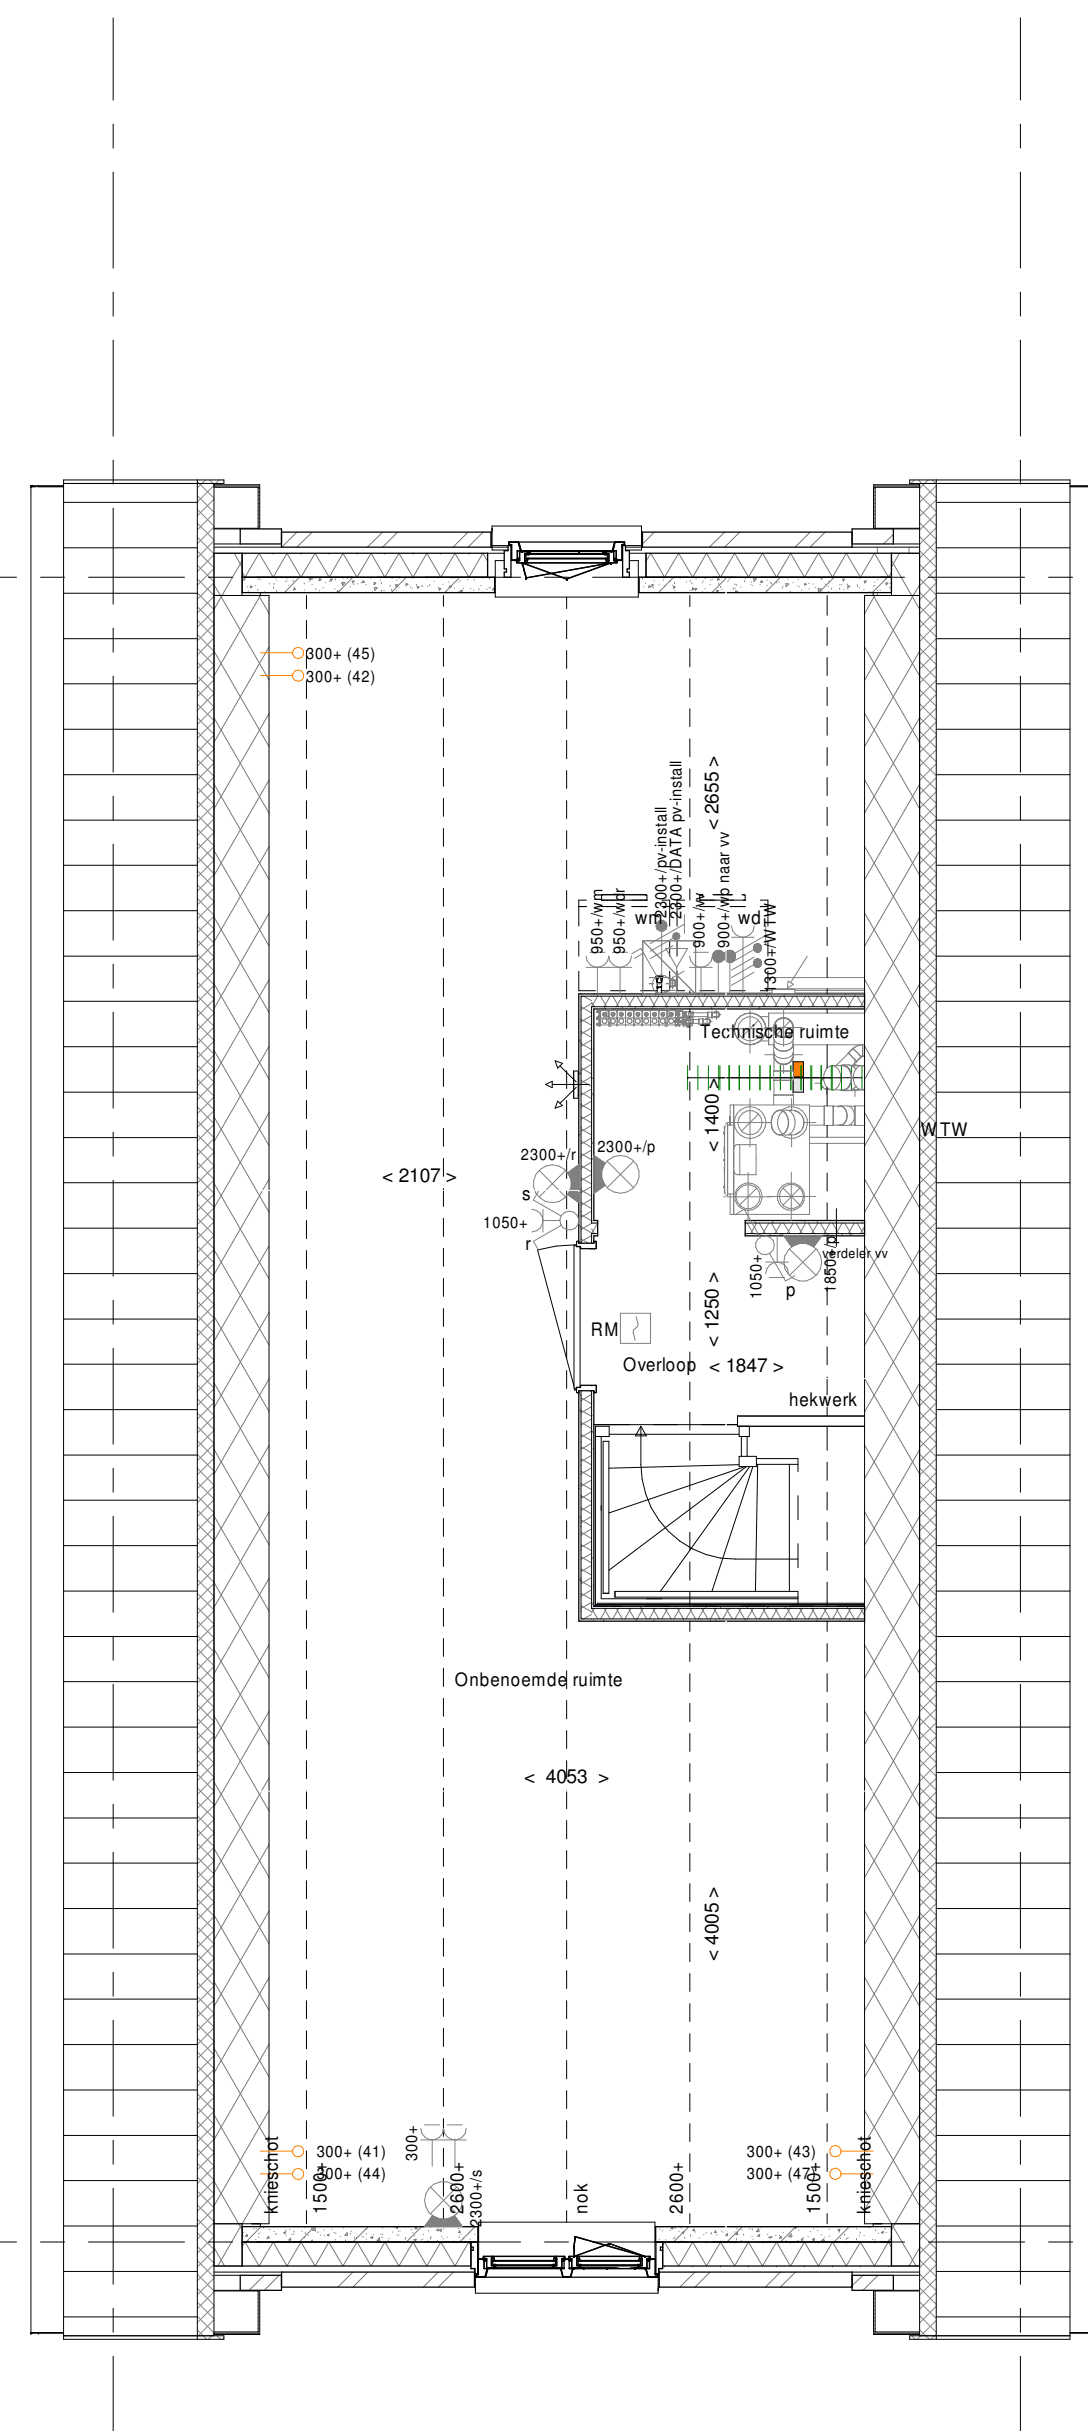 300+ (45)
300+ (42)
< 2655 >
2300+/pv-install
2300+/DATA pv-install
950+/wm
950+/wdr
wm
900+/vv
900+/wp naar vv
wd
1300+/WTW
Technische ruimte
< 1400 >
WTW
2300+/r
2300+/p
< 2107 >
s
1050+
r
verdeler vv
1050+
1850+/p
p
< 1250 >
RM
Overloop
< 1847 >
hekwerk
Onbenoemde ruimte
< 4053 >
< 4005 >
300+
300+ (41)
300+ (44)
300+ (43)
300+ (47)
knieschot
1500+
2600+
2300+/s
nok
2600+
1500+
knieschot